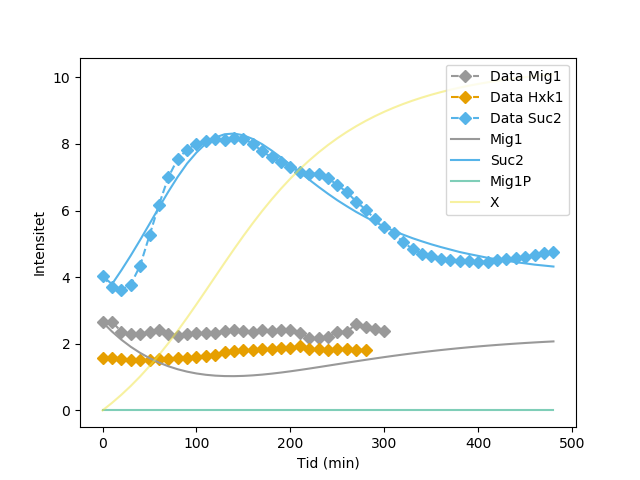 10
8
6
4
2
0
Intensitet
Data Mig1
Data Hxk1
Data Suc2
Mig1
Suc2
Mig1P
X
0 100 200 300 400 500
Tid (min)